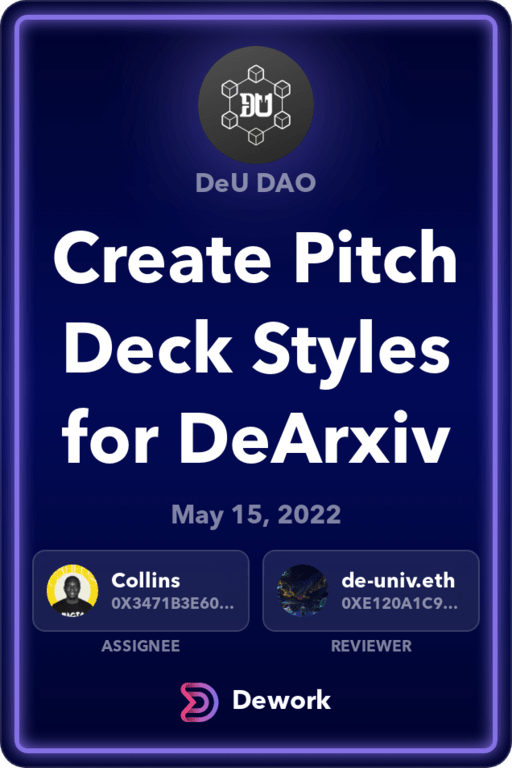 DU
DeU DAO
Create Pitch
Deck Styles
for DeArxiv
May 15, 2022
Collins
0X3471B3E60...
de-univ.eth
0XE120A1C9...
ASSIGNEE
REVIEWER
Dework